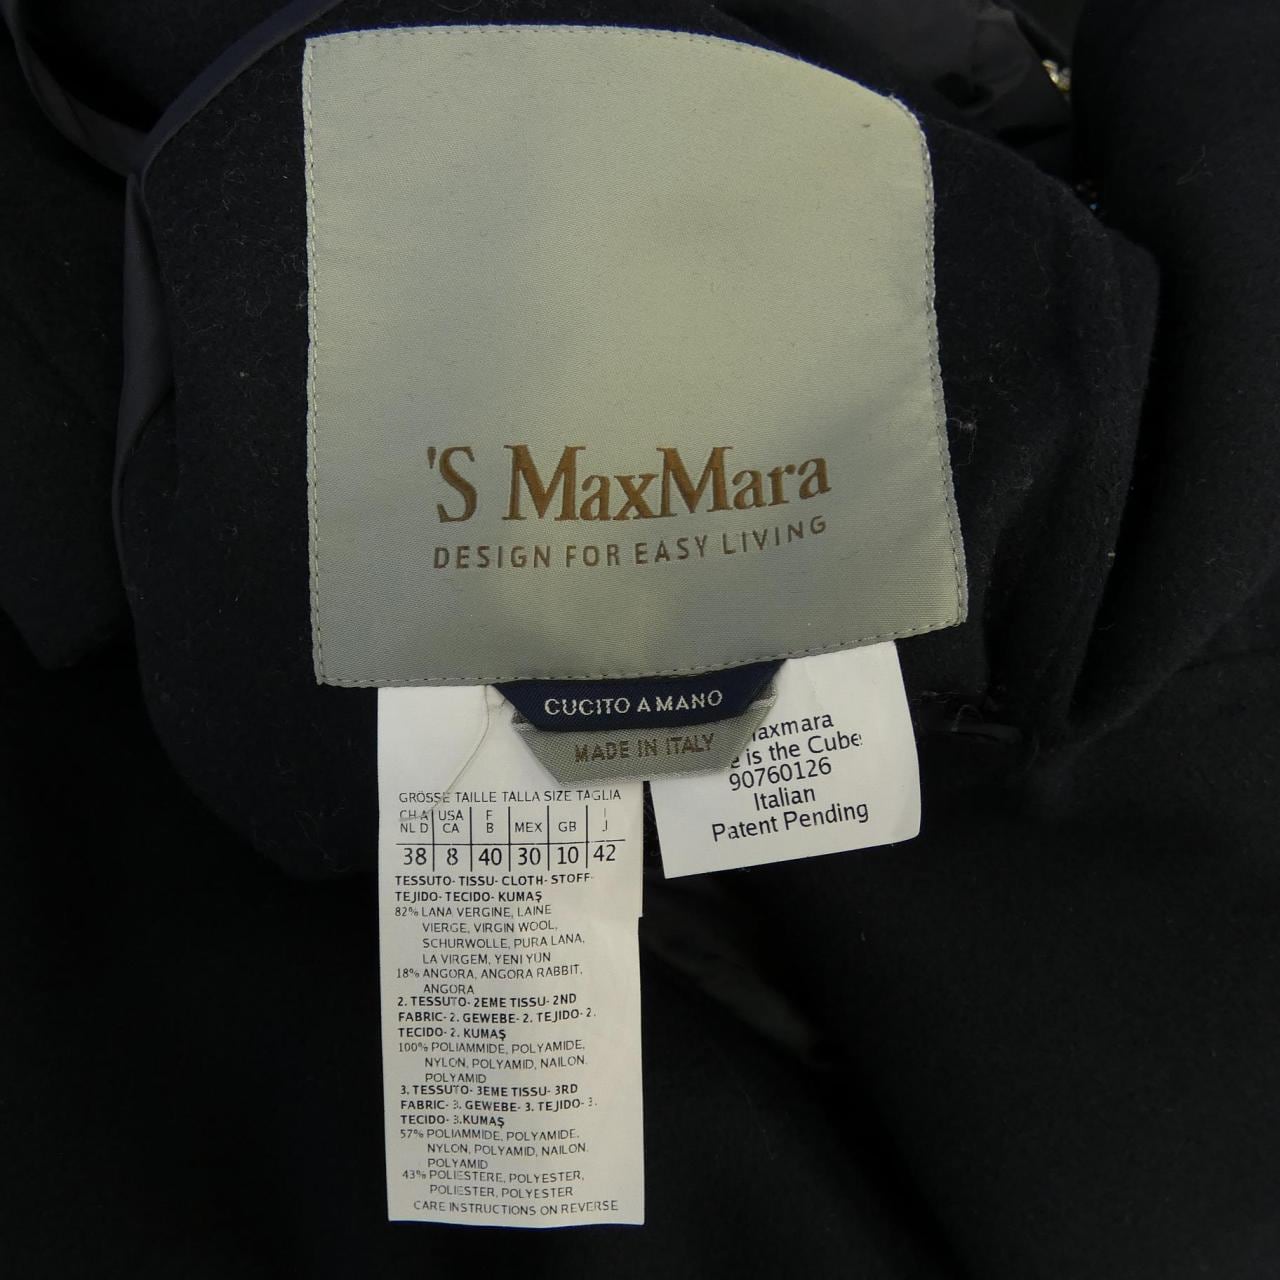 'S MaxMara
DESIGN FOR EASY LIVING
CUCITO A MANO
MADE IN ITALY
is the Cube
90760126
Italian
Patent Pending
GRÖSSE TAILLE TALLA SIZE TAGLIA
CH A USA F I
NL D CA B MEX GB J
38 8 40 30 10 42
TESSUTO- TISSU- CLOTH- STOFF-
TEJIDO- TECIDO- KUMAŞ
82% LANA VERGINE, LAINE
VIERGE, VIRGIN WOOL,
SCHURWOLLE, PURA LANA,
LA VIRGEM, YENI YÜN
18% ANGORA, ANGORA RABBIT,
ANGORA
2. TESSUTO- 2EME TISSU- 2ND
FABRIC- 2. GEWEBE- 2. TEJIDO- 2.
TECIDO- 2. KUMAŞ
100% POLIAMMIDE, POLYAMIDE,
NYLON, POLYAMID, NAILON,
POLYAMID
3. TESSUTO- 3EME TISSU- 3RD
FABRIC- 3. GEWEBE- 3. TEJIDO- 3.
TECIDO- 3.KUMAŞ
57% POLIAMMIDE, POLYAMIDE,
NYLON, POLYAMID, NAILON,
POLYAMID
43% POLIESTERE, POLYESTER,
POLIESTER, POLYESTER
CARE INSTRUCTIONS ON REVERSE